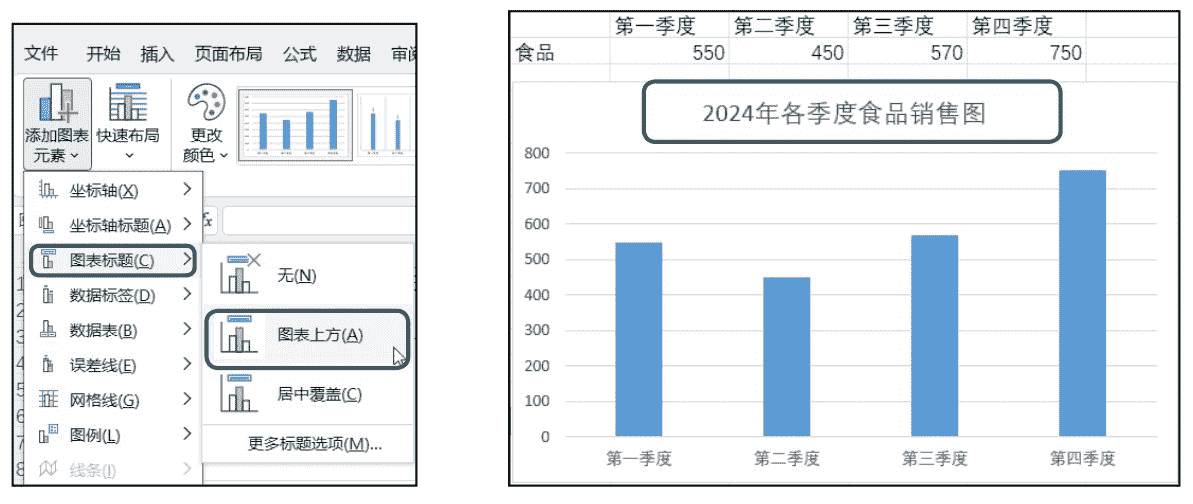 文件 开始 插入 页面布局 公式 数据 审阅
添加图表 快速布局 更改
元素 颜色
坐标轴(X)
坐标轴标题(A)
fx
图表标题(C)
无(N)
数据标签(D)
图表上方(A)
数据表(B)
误差线(E)
居中覆盖(C)
网格线(G)
图例(L)
更多标题选项(M)...
线条(I)
第一季度 第二季度 第三季度 第四季度
食品 550 450 570 750
2024年各季度食品销售图
800
700
600
500
400
300
200
100
0
第一季度 第二季度 第三季度 第四季度